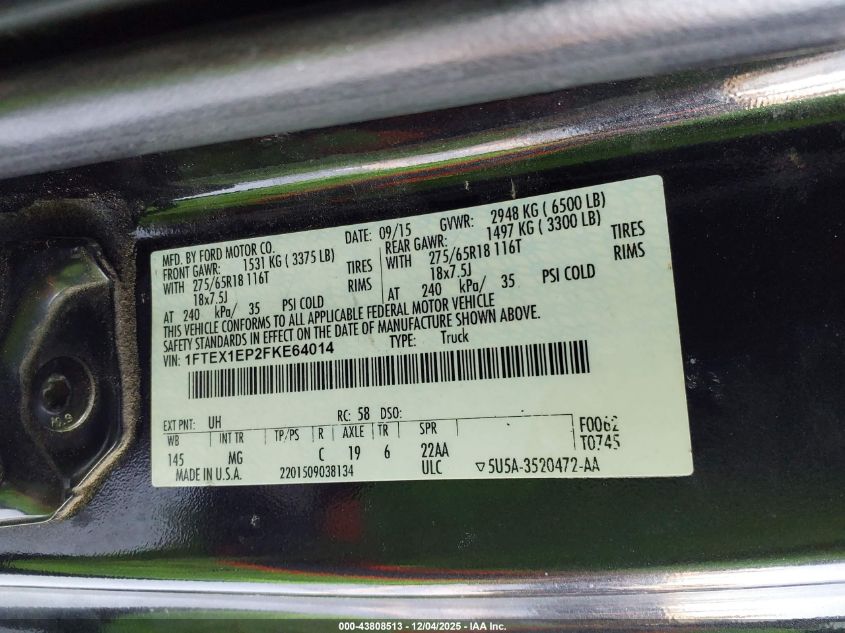 MFD. BY FORD MOTOR CO. DATE: 09/15 GVWR: 2948 KG ( 6500 LB)
FRONT GAWR: 1531 KG ( 3375 LB) REAR GAWR: 1497 KG ( 3300 LB)
WITH 275/65R18 116T TIRES WITH 275/65R18 116T TIRES
18x7.5J RIMS 18x7.5J RIMS
AT 240 kPa/ 35 PSI COLD AT 240 kPa/ 35 PSI COLD
THIS VEHICLE CONFORMS TO ALL APPLICABLE FEDERAL MOTOR VEHICLE
SAFETY STANDARDS IN EFFECT ON THE DATE OF MANUFACTURE SHOWN ABOVE.
VIN: 1FTEX1EP2FKE64014 TYPE: Truck
EXT PNT: UH RC: 58 DSO: F0062
WB INT TR TP/PS R AXLE TR SPR T0745
145 MG C 19 6 22AA
MADE IN U.S.A. 2201509038134 ULC ▽5U5A-3520472-AA
000-43808513 - 12/04/2025 - IAA Inc.